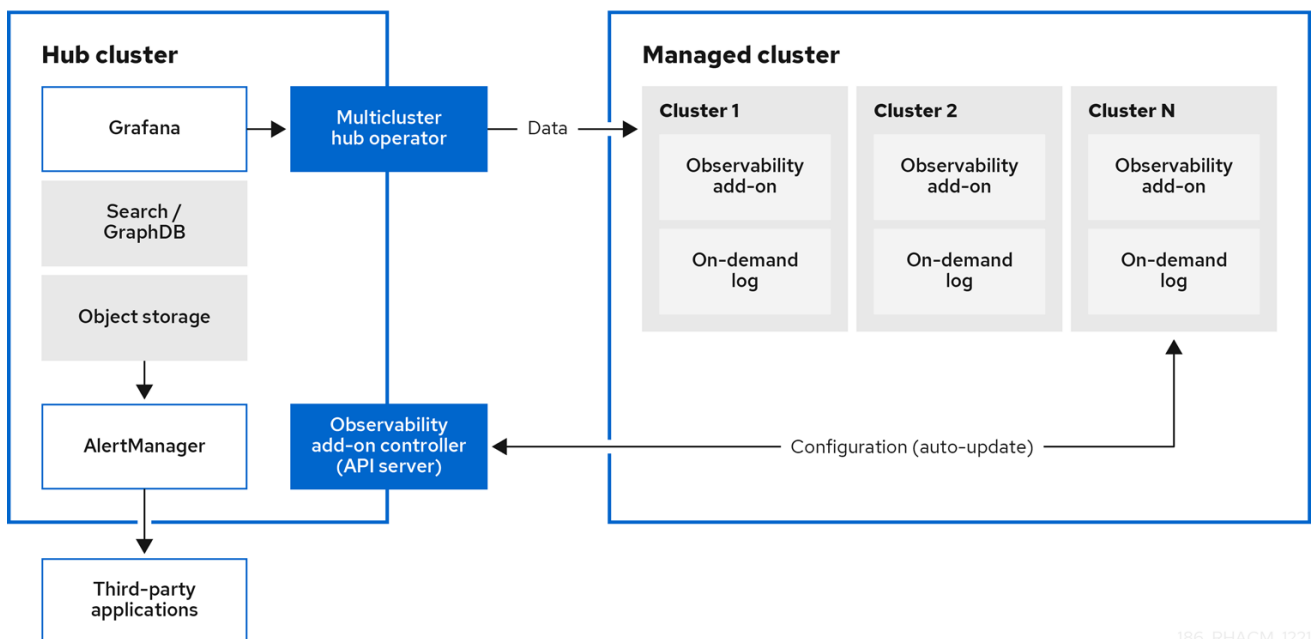 Hub cluster
Grafana
Multicluster
hub operator
Data
Search /
GraphDB
Object storage
AlertManager
Observability
add-on controller
(API server)
Third-party
applications
Managed cluster
Cluster 1
Observability
add-on
On-demand
log
Cluster 2
Observability
add-on
On-demand
log
Cluster N
Observability
add-on
On-demand
log
Configuration (auto-update)
186_RHACM_1221